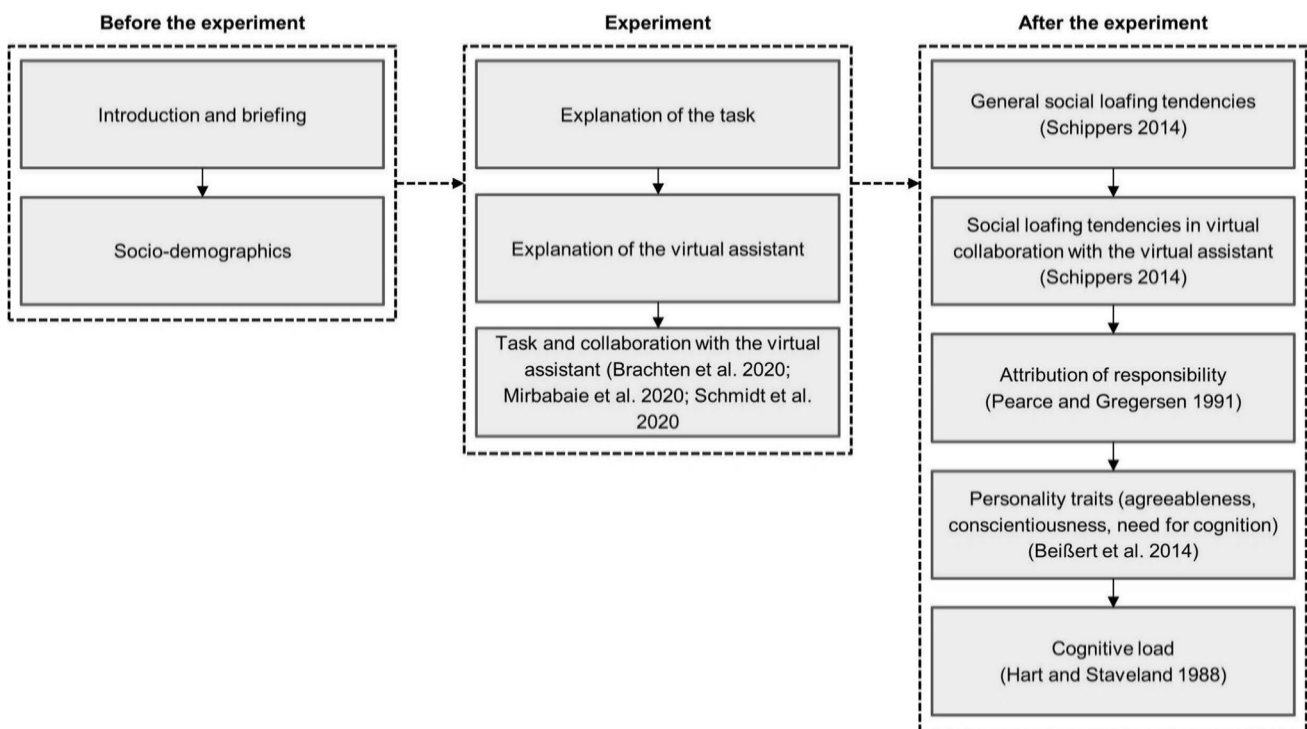 Before the experiment
Introduction and briefing
Socio-demographics
Experiment
Explanation of the task
Explanation of the virtual assistant
Task and collaboration with the virtual
assistant (Brachten et al. 2020;
Mirbabaie et al. 2020; Schmidt et al.
2020
After the experiment
General social loafing tendencies
(Schippers 2014)
Social loafing tendencies in virtual
collaboration with the virtual assistant
(Schippers 2014)
Attribution of responsibility
(Pearce and Gregersen 1991)
Personality traits (agreeableness,
conscientiousness, need for cognition)
(Beißert et al. 2014)
Cognitive load
(Hart and Staveland 1988)